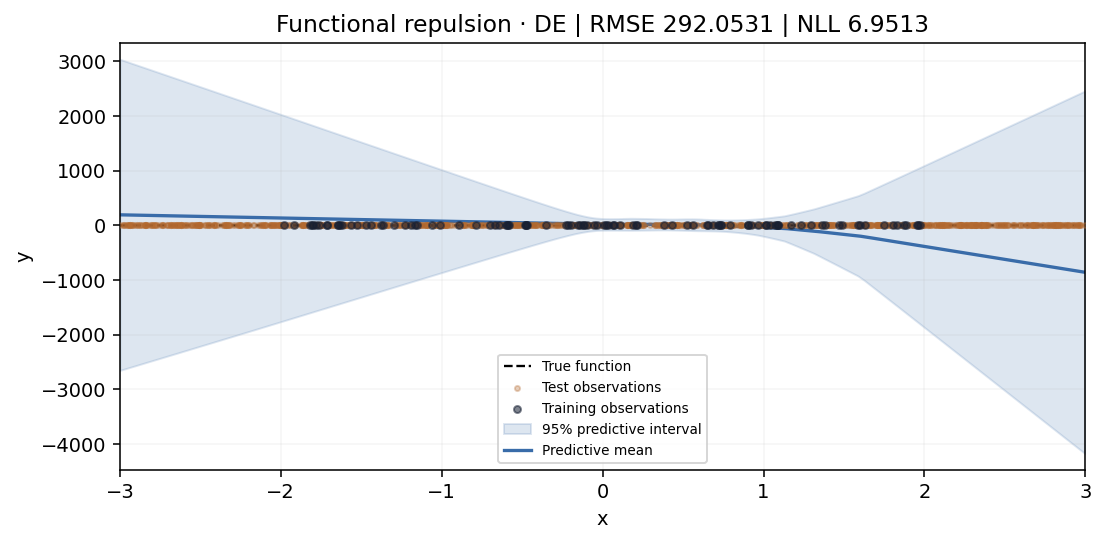 Functional repulsion · DE | RMSE 292.0531 | NLL 6.9513
3000
2000
1000
0
−1000
−2000
−3000
−4000
y
True function
Test observations
Training observations
95% predictive interval
Predictive mean
−3 −2 −1 0 1 2 3
x